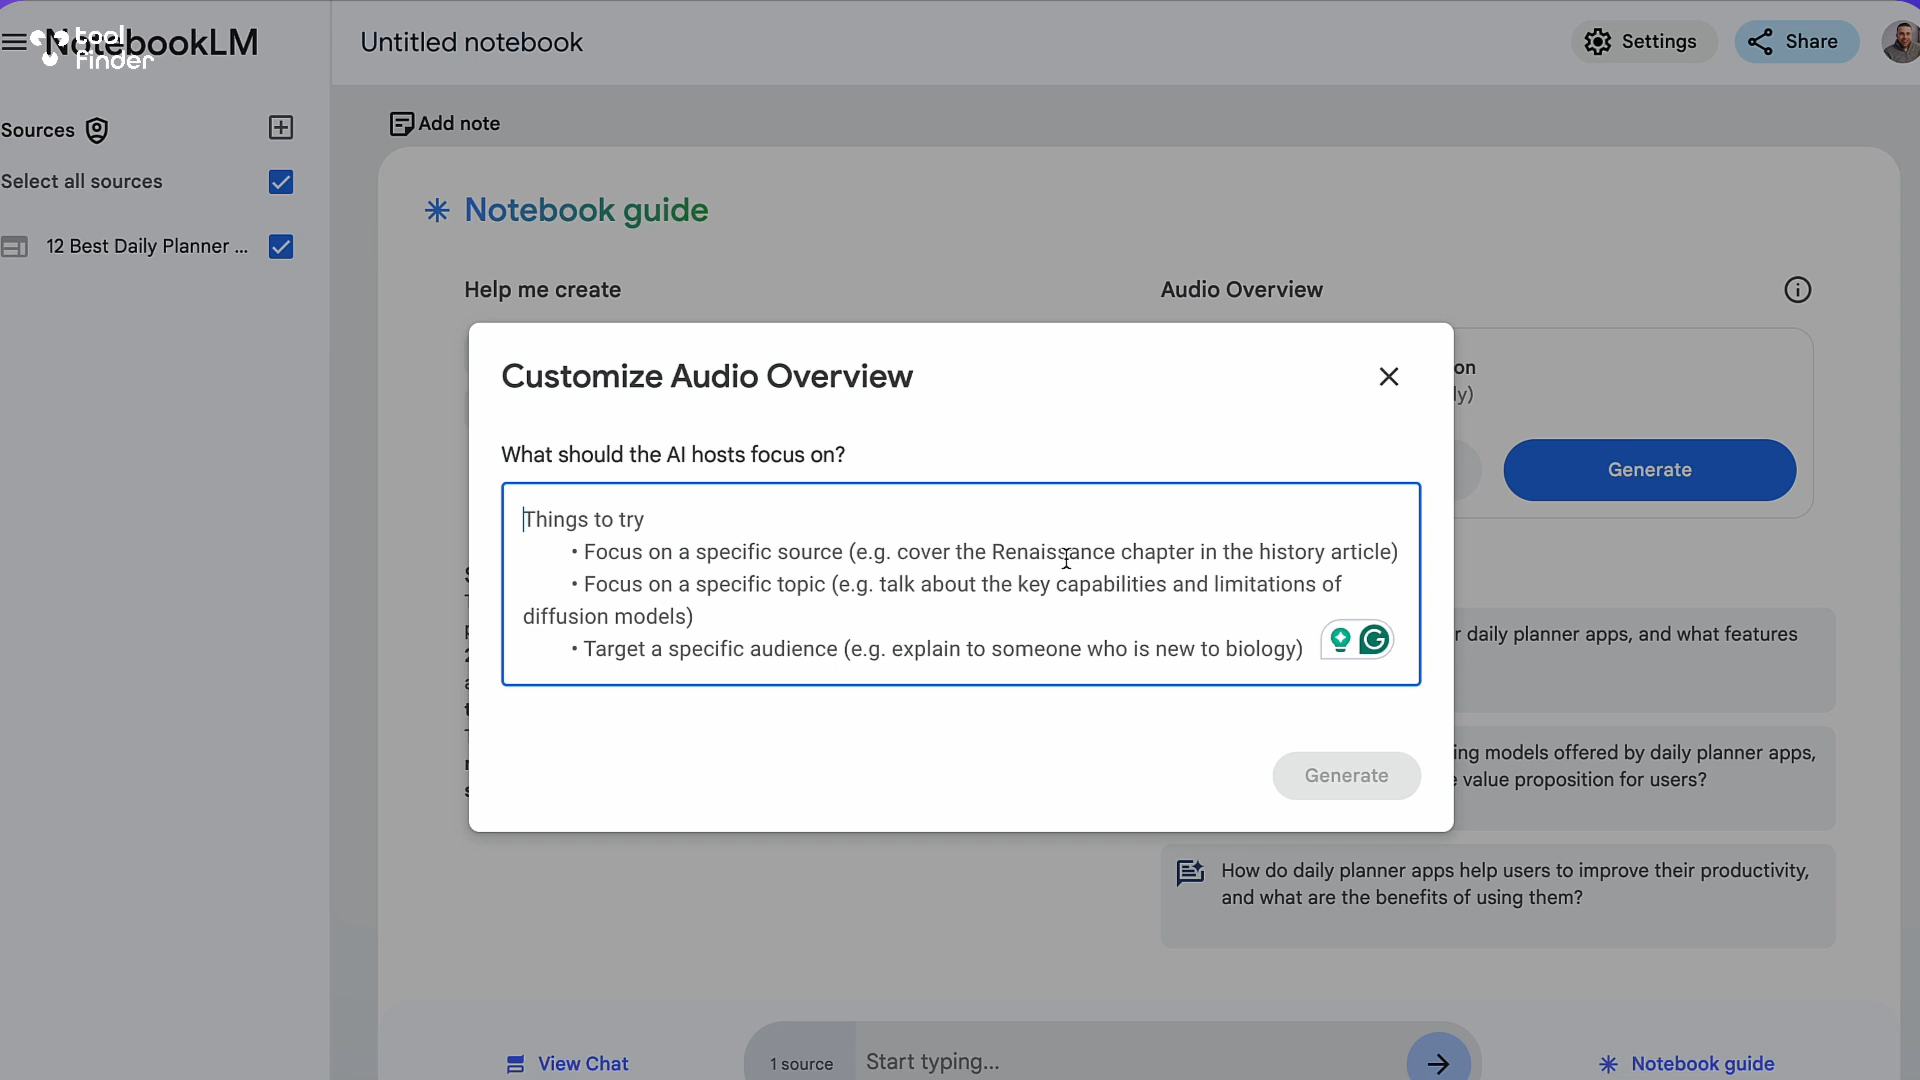 NotebookLM
tool
finder
Untitled notebook
Settings
Share
Sources
Select all sources
12 Best Daily Planner ...
Add note
Notebook guide
Help me create
Audio Overview
on
ly)
Generate
Customize Audio Overview
What should the AI hosts focus on?
Things to try
• Focus on a specific source (e.g. cover the Renaissance chapter in the history article)
• Focus on a specific topic (e.g. talk about the key capabilities and limitations of
diffusion models)
• Target a specific audience (e.g. explain to someone who is new to biology)
Generate
r daily planner apps, and what features
ing models offered by daily planner apps,
value proposition for users?
How do daily planner apps help users to improve their productivity,
and what are the benefits of using them?
View Chat
1 source
Start typing...
Notebook guide